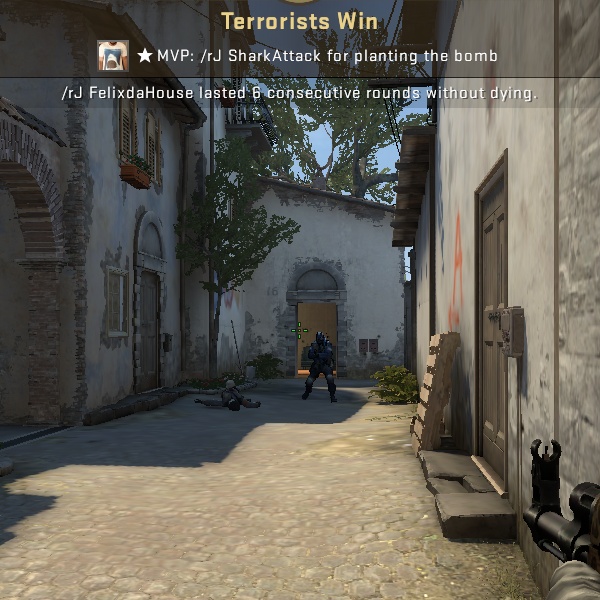 Terrorists Win
★ MVP: /rJ SharkAttack for planting the bomb
/rJ FelixdaHouse lasted 6 consecutive rounds without dying.
A